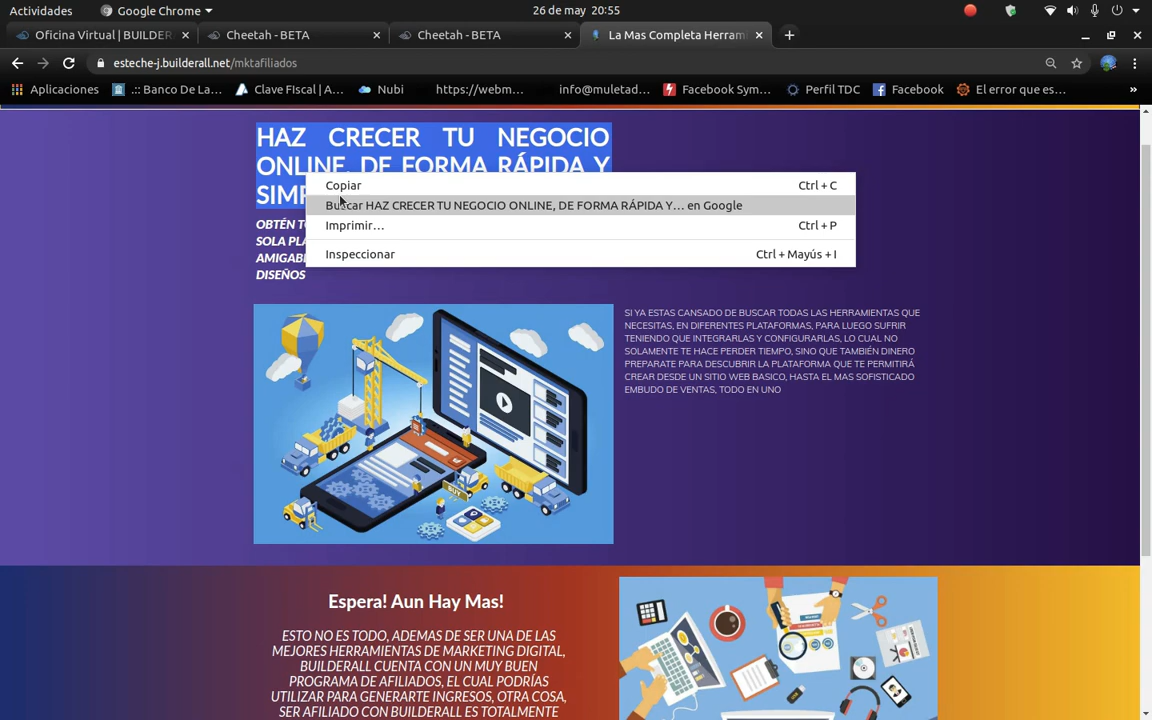 Actividades
Google Chrome
26 de may 20:55
Oficina Virtual | BUILDER
Cheetah - BETA
Cheetah - BETA
La Mas Completa Herram
esteche-j.builderall.net/mktafiliados
Aplicaciones
.:: Banco De La...
Clave FIscal | A...
Nubi
https://webm...
info@muletad...
Facebook Sym...
Perfil TDC
Facebook
El error que es...
»
HAZ CRECER TU NEGOCIO
ONLINE, DE FORMA RÁPIDA Y
SIMP
Copiar Ctrl + C
Buscar HAZ CRECER TU NEGOCIO ONLINE, DE FORMA RÁPIDA Y... en Google
Imprimir... Ctrl + P
Inspeccionar Ctrl + Mayús + I
OBTÉN T
SOLA PLA
AMIGABL
DISEÑOS
SI YA ESTAS CANSADO DE BUSCAR TODAS LAS HERRAMIENTAS QUE
NECESITAS, EN DIFERENTES PLATAFORMAS, PARA LUEGO SUFRIR
TENIENDO QUE INTEGRARLAS Y CONFIGURARLAS, LO CUAL NO
SOLAMENTE TE HACE PERDER TIEMPO, SINO QUE TAMBIÉN DINERO
PREPARATE PARA DESCUBRIR LA PLATAFORMA QUE TE PERMITIRÁ
CREAR DESDE UN SITIO WEB BASICO, HASTA EL MAS SOFISTICADO
EMBUDO DE VENTAS, TODO EN UNO
BUY
Espera! Aun Hay Mas!
ESTO NO ES TODO, ADEMAS DE SER UNA DE LAS
MEJORES HERRAMIENTAS DE MARKETING DIGITAL,
BUILDERALL CUENTA CON UN MUY BUEN
PROGRAMA DE AFILIADOS, EL CUAL PODRÍAS
UTILIZAR PARA GENERARTE INGRESOS, OTRA COSA,
SER AFILIADO CON BUILDERALL ES TOTALMENTE